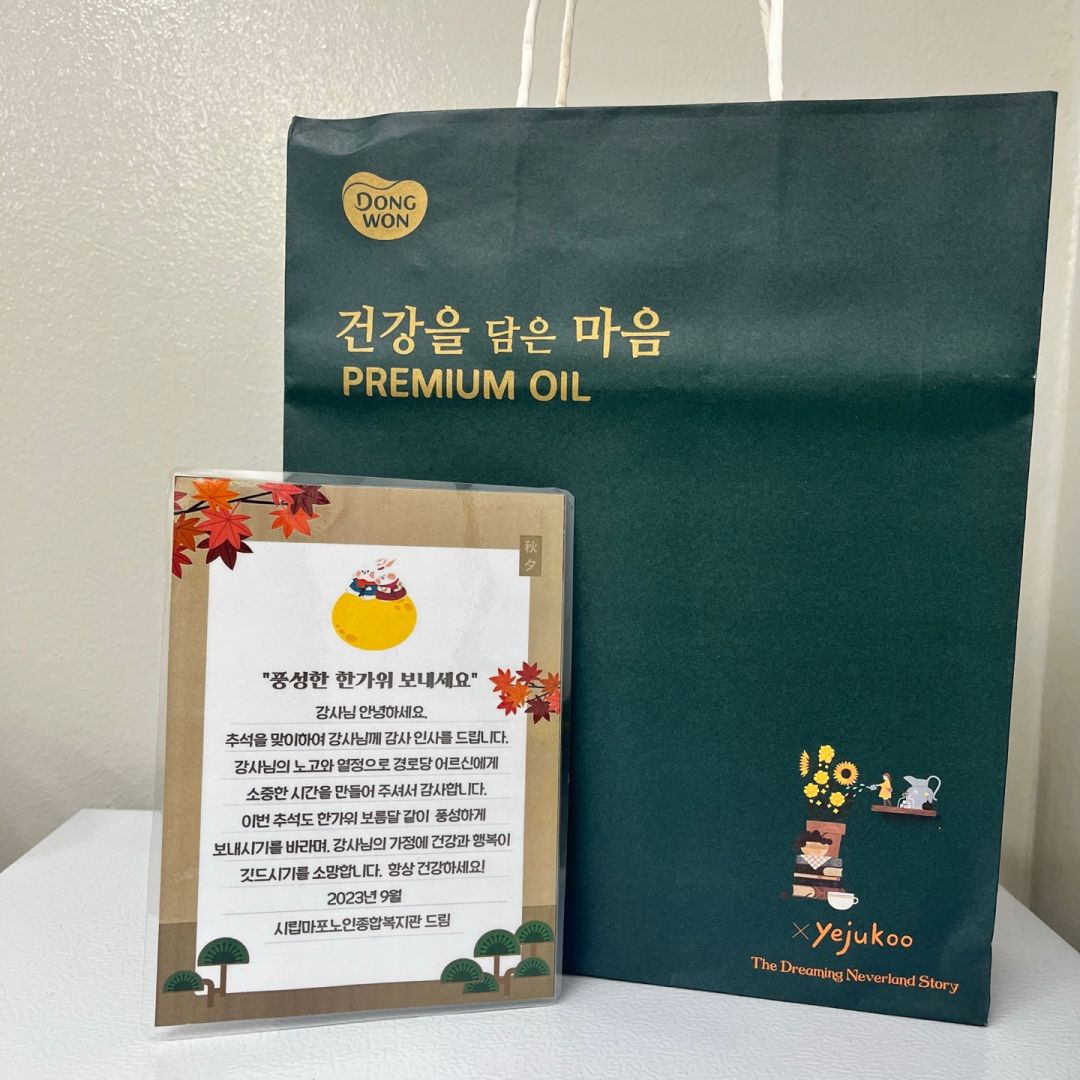 DONG
WON
건강을 담은 마음
PREMIUM OIL
秋
夕
"풍성한 한가위 보내세요"
강사님 안녕하세요.
추석을 맞이하여 강사님께 감사 인사를 드립니다.
강사님의 노고와 열정으로 경로당 어르신에게
소중한 시간을 만들어 주셔서 감사합니다.
이번 추석도 한가위 보름달 같이 풍성하게
보내시기를 바라며, 강사님의 가정에 건강과 행복이
깃드시기를 소망합니다. 항상 건강하세요!
2023년 9월
시립마포노인종합복지관 드림
×yejukoo
The Dreaming Neverland Story